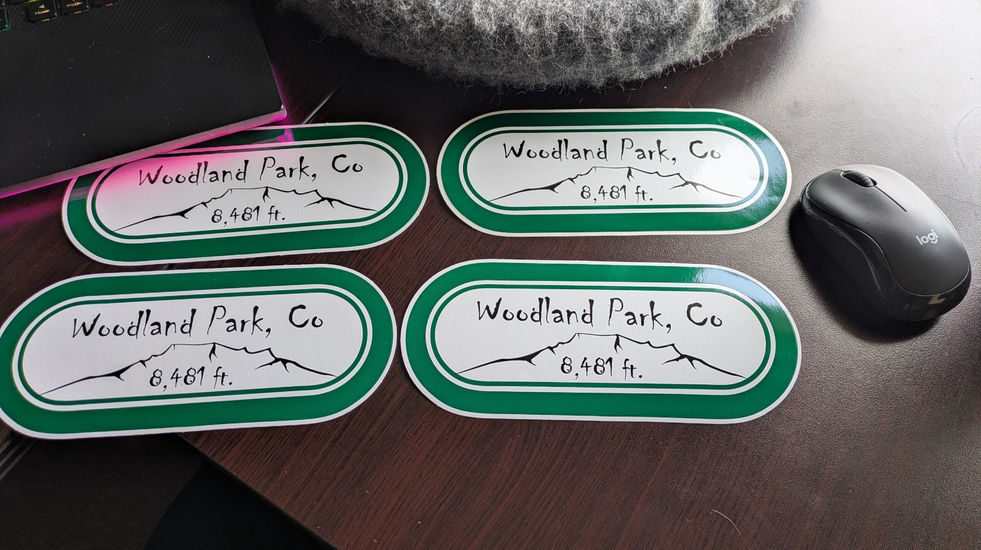 Woodland Park, Co
8,481 ft.
Woodland Park, Co
8,481 ft.
Woodland Park, Co
8,481 ft.
Woodland Park, Co
8,481 ft.
logi